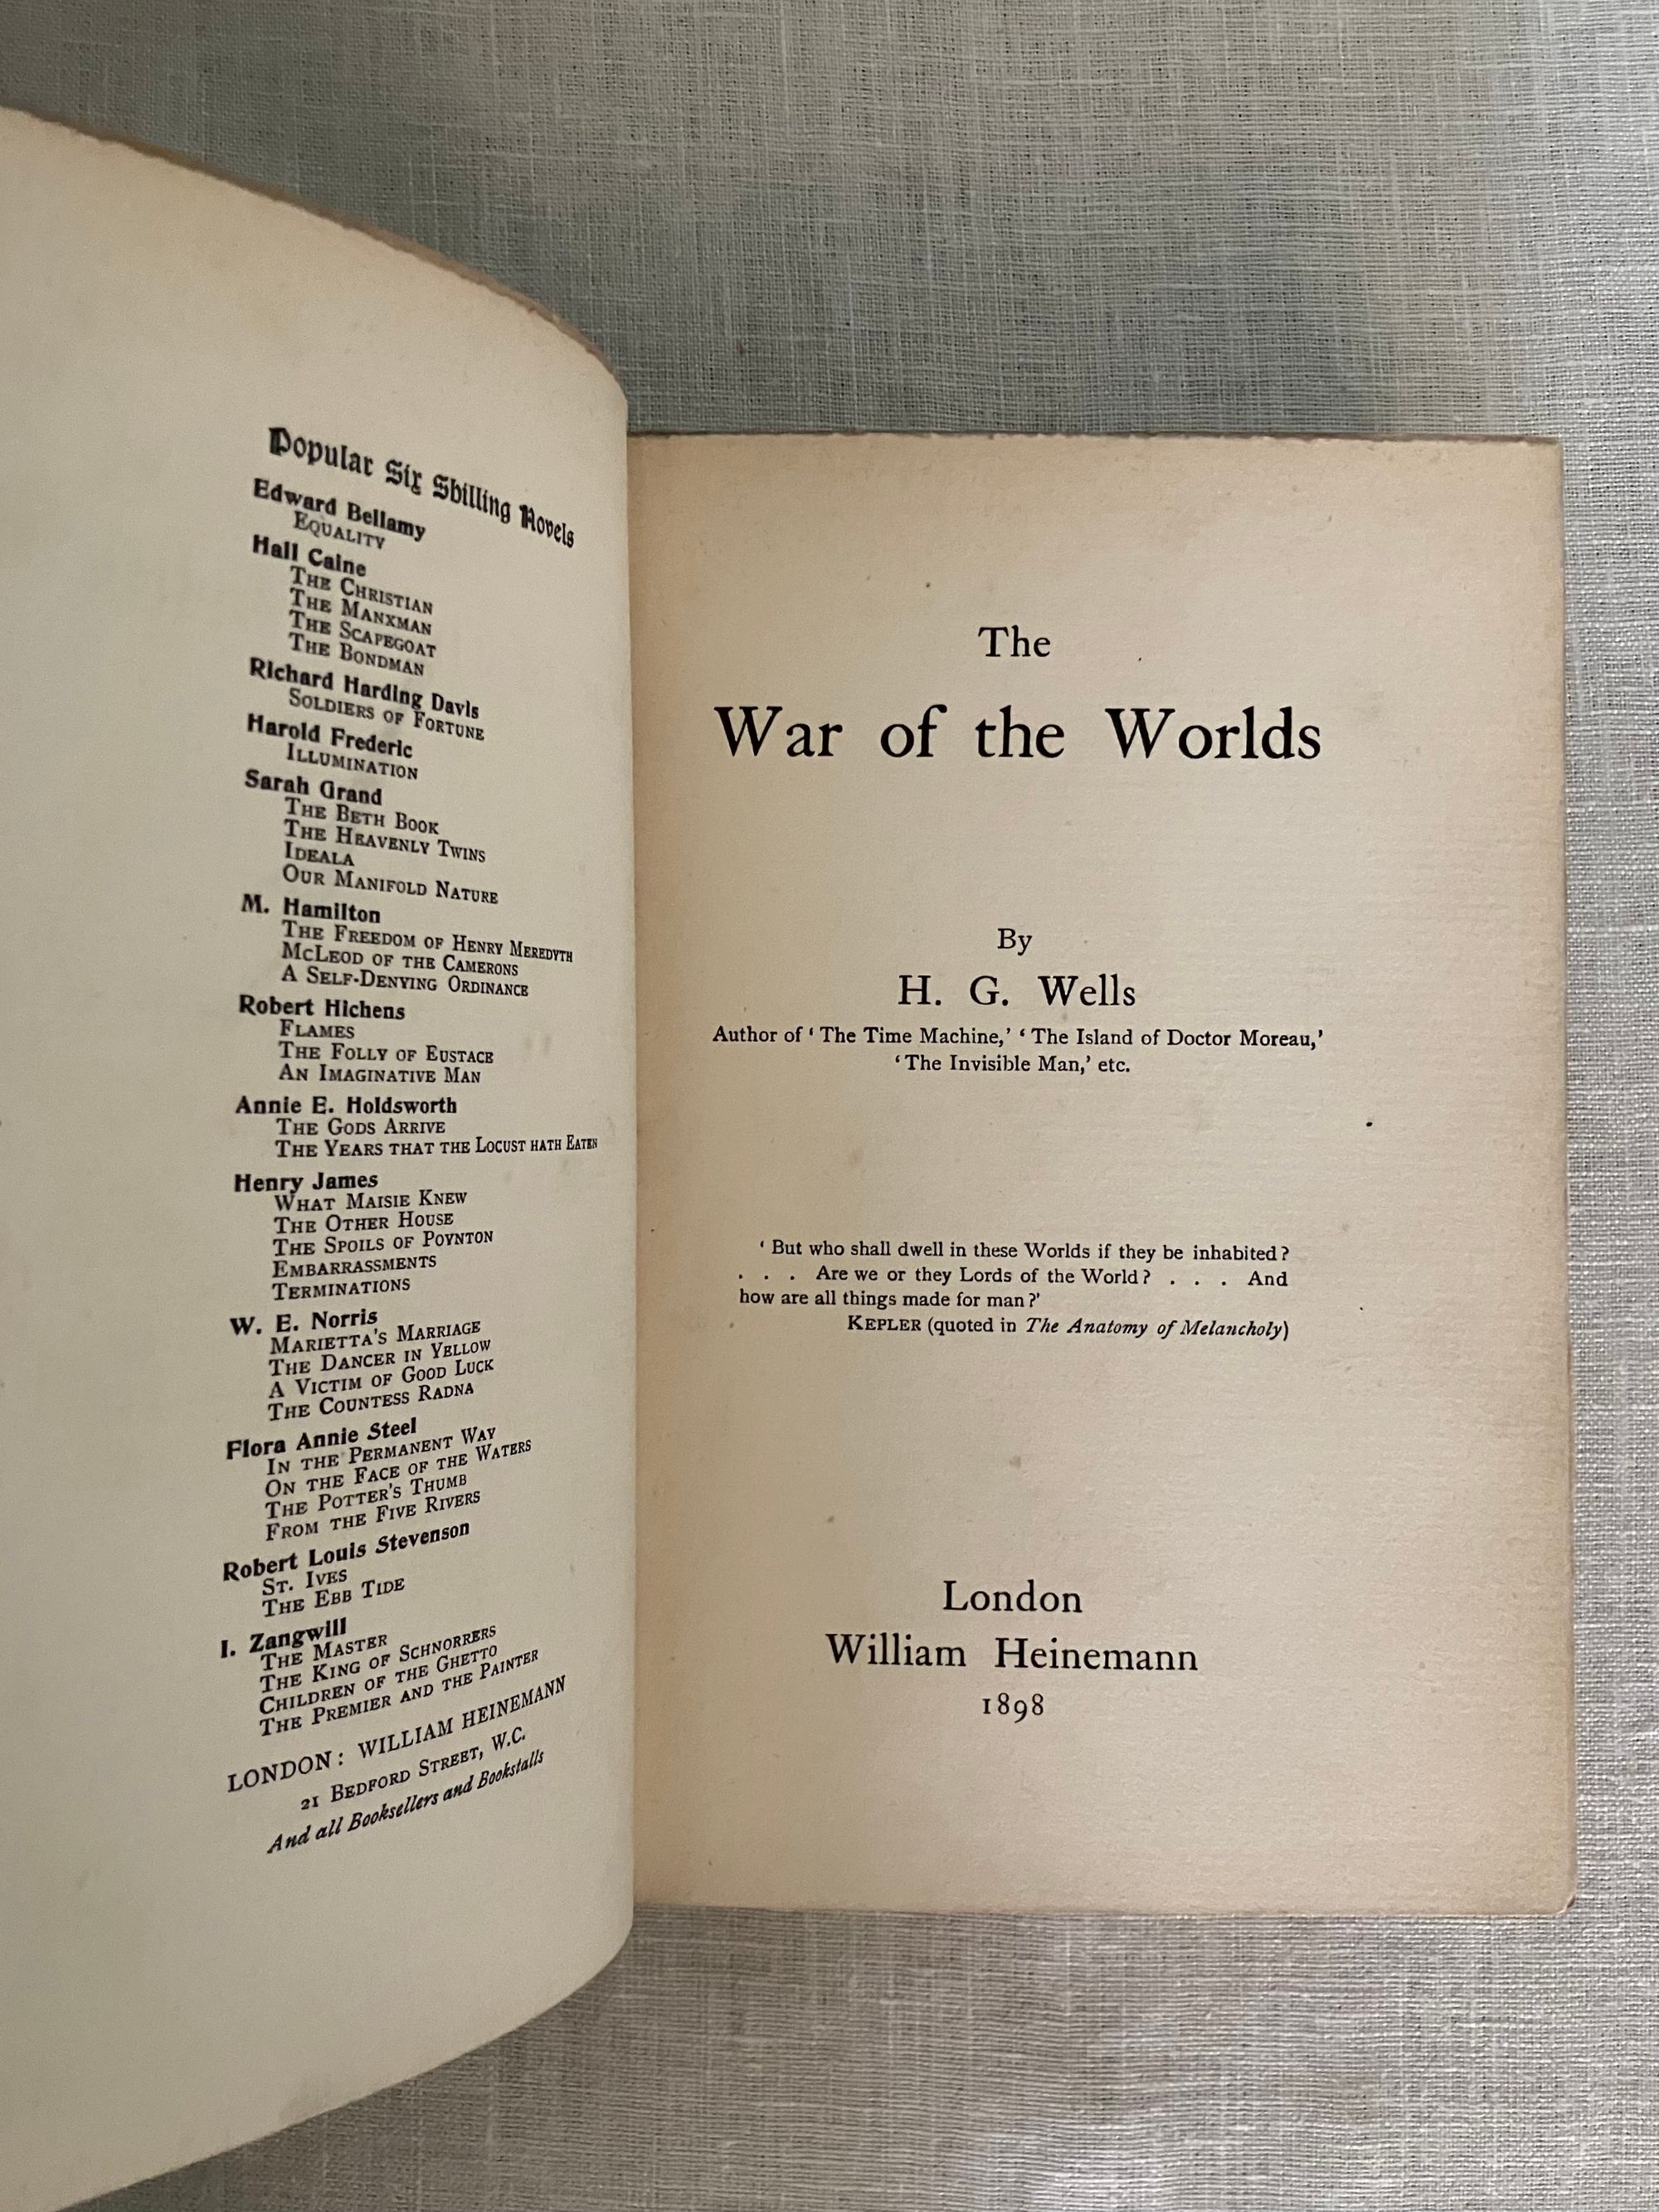 Popular Six Shilling Novels
Edward Bellamy
EQUALITY
Hall Caine
THE CHRISTIAN
THE MANXMAN
THE SCAPEGOAT
THE BONDMAN
Richard Harding Davis
SOLDIERS OF FORTUNE
Harold Frederic
ILLUMINATION
Sarah Grand
THE BETH BOOK
THE HEAVENLY TWINS
IDEALA
OUR MANIFOLD NATURE
M. Hamilton
THE FREEDOM OF HENRY MEREDYTH
MCLEOD OF THE CAMERONS
A SELF-DENYING ORDINANCE
Robert Hichens
FLAMES
THE FOLLY OF EUSTACE
AN IMAGINATIVE MAN
Annie E. Holdsworth
THE GODS ARRIVE
THE YEARS THAT THE LOCUST HATH EATEN
Henry James
WHAT MAISIE KNEW
THE OTHER HOUSE
THE SPOILS OF POYNTON
EMBARRASSMENTS
TERMINATIONS
W. E. Norris
MARIETTA'S MARRIAGE
THE DANCER IN YELLOW
A VICTIM OF GOOD LUCK
THE COUNTESS RADNA
Flora Annie Steel
IN THE PERMANENT WAY
ON THE FACE OF THE WATERS
THE POTTER'S THUMB
FROM THE FIVE RIVERS
Robert Louis Stevenson
ST. IVES
THE EBB TIDE
I. Zangwill
THE MASTER
THE KING OF SCHNORRERS
CHILDREN OF THE GHETTO
THE PREMIER AND THE PAINTER
LONDON: WILLIAM HEINEMANN
21 BEDFORD STREET, W.C.
And all Booksellers and Bookstalls
The
War of the Worlds
By
H. G. Wells
Author of ‘The Time Machine,’ ‘The Island of Doctor Moreau,’
‘The Invisible Man,’ etc.
‘But who shall dwell in these Worlds if they be inhabited?
. . . Are we or they Lords of the World? . . . And
how are all things made for man?’
KEPLER (quoted in The Anatomy of Melancholy)
London
William Heinemann
1898